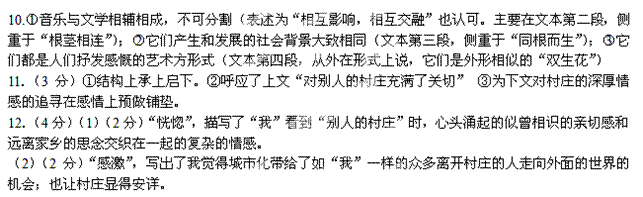 10.①音乐与文学相辅相成，不可分割（表述为“相互影响，相互交融”也认可。主要在文本第二段，侧
重于“根茎相连”）；②它们产生和发展的社会背景大致相同（文本第三段，侧重于“同根而生”）；③它
们都是人们抒发感慨的艺术方形式（文本第四段，从外在形式上说，它们是外形相似的“双生花”）
11.（3 分）①结构上承上启下。②呼应了上文“对别人的村庄充满了关切” ③为下文对村庄的深厚情
感的追寻在感情上预做铺垫。
12.（4分）（1）（2分）“恍惚”，描写了“我”看到“别人的村庄”时，心头涌起的似曾相识的亲切感和
远离家乡的思念交织在一起的复杂的情感。
（2）（2 分）“感激”，写出了我觉得城市化带给了如“我”一样的众多离开村庄的人走向外面的世界的
机会；也让村庄显得安详。